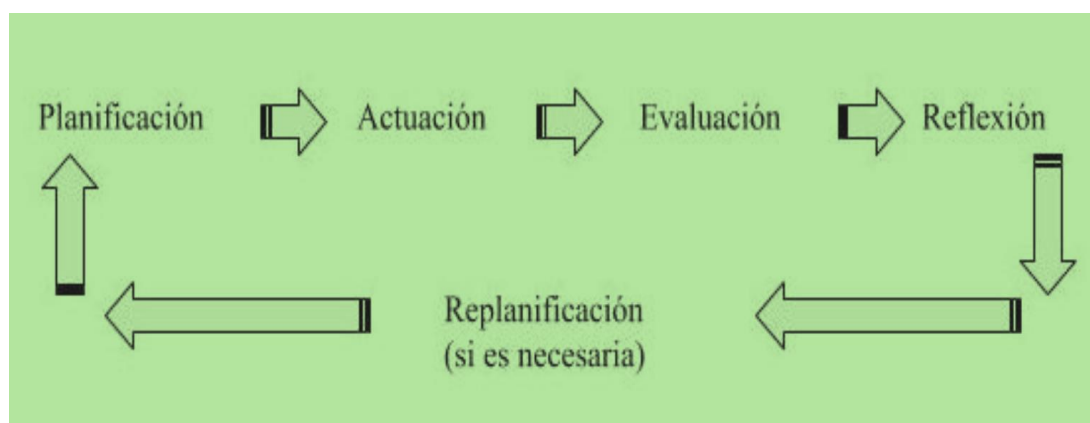 Planificación
Actuación
Evaluación
Reflexión
Replanificación
(si es necesaria)